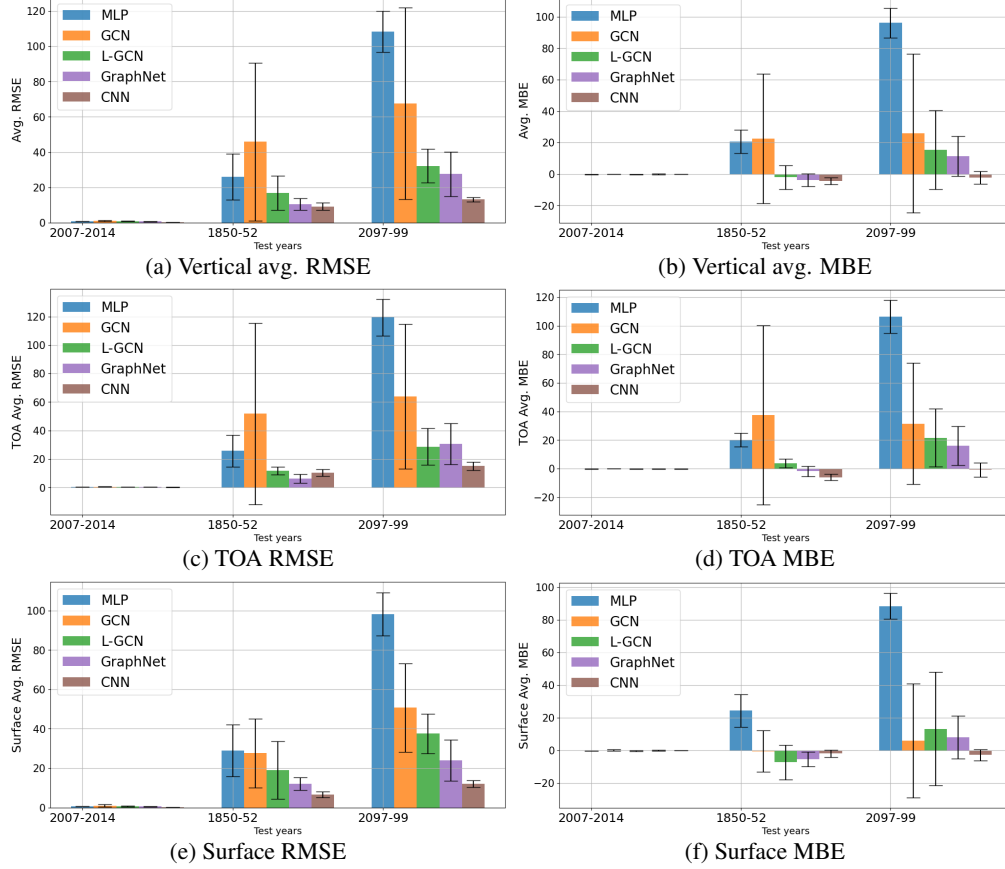 120
100
80
60
40
20
0
Avg. RMSE
MLP
GCN
L-GCN
GraphNet
CNN
2007-2014
1850-52
2097-99
Test years
(a) Vertical avg. RMSE
100
80
60
40
20
0
−20
Avg. MBE
MLP
GCN
L-GCN
GraphNet
CNN
2007-2014
1850-52
2097-99
Test years
(b) Vertical avg. MBE
120
100
80
60
40
20
0
TOA Avg. RMSE
MLP
GCN
L-GCN
GraphNet
CNN
2007-2014
1850-52
2097-99
Test years
(c) TOA RMSE
120
100
80
60
40
20
0
−20
TOA Avg. MBE
MLP
GCN
L-GCN
GraphNet
CNN
2007-2014
1850-52
2097-99
Test years
(d) TOA MBE
100
80
60
40
20
0
Surface Avg. RMSE
MLP
GCN
L-GCN
GraphNet
CNN
2007-2014
1850-52
2097-99
Test years
(e) Surface RMSE
100
80
60
40
20
0
−20
Surface Avg. MBE
MLP
GCN
L-GCN
GraphNet
CNN
2007-2014
1850-52
2097-99
Test years
(f) Surface MBE